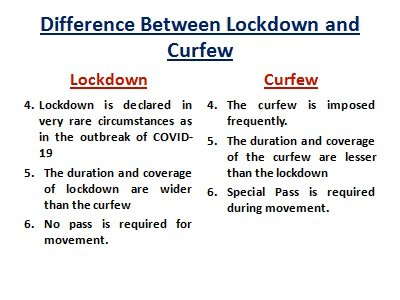 Difference Between Lockdown and
Curfew
Lockdown
4. Lockdown is declared in
very rare circumstances as
in the outbreak of COVID-
19
5. The duration and coverage
of lockdown are wider
than the curfew
6. No pass is required for
movement.
Curfew
4. The curfew is imposed
frequently.
5. The duration and coverage
of the curfew are lesser
than the lockdown
6. Special Pass is required
during movement.